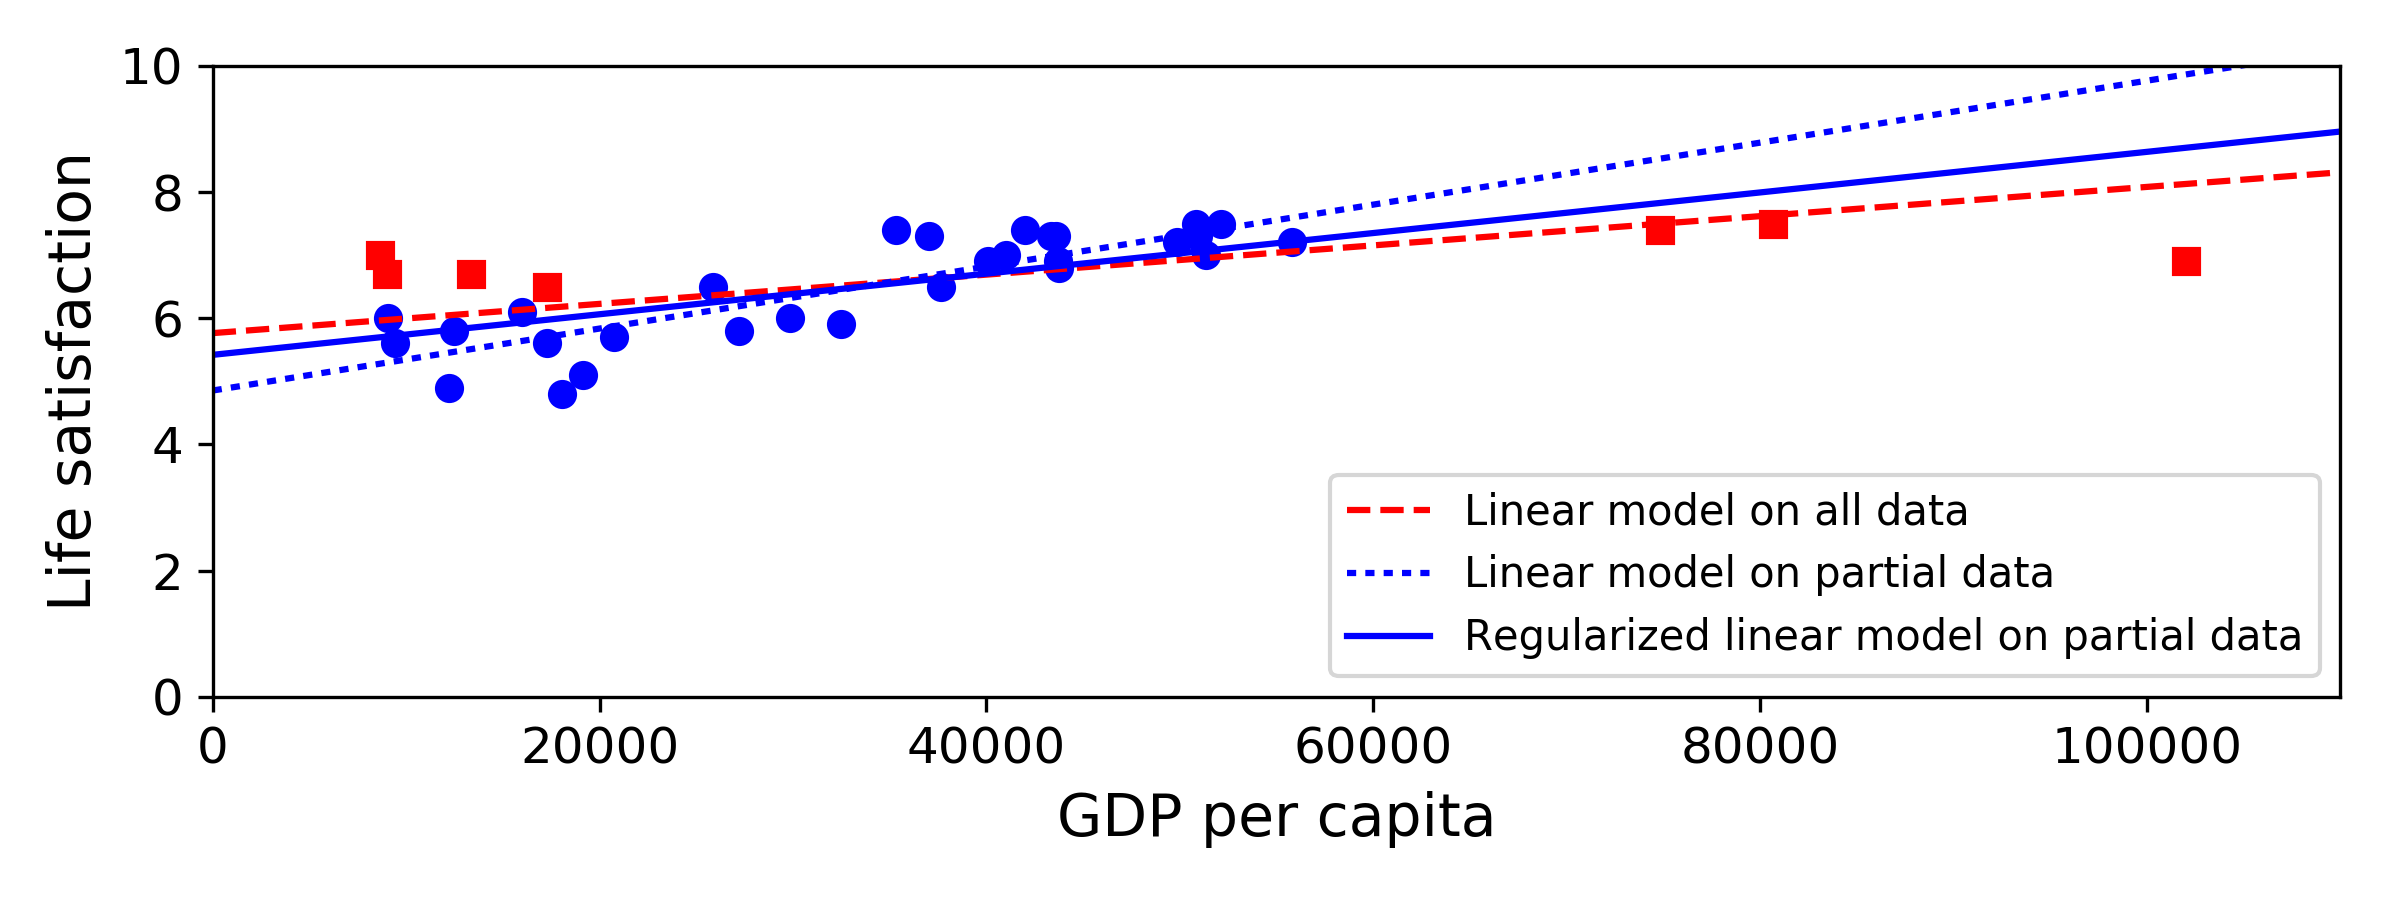 10
8
6
4
2
0
Life satisfaction
Linear model on all data
Linear model on partial data
Regularized linear model on partial data
0 20000 40000 60000 80000 100000
GDP per capita